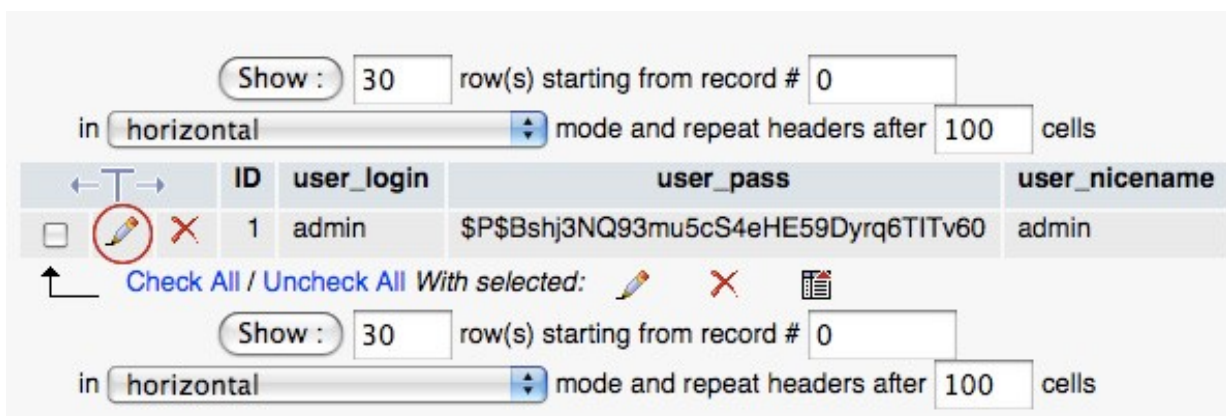 Show : 30 row(s) starting from record # 0
in horizontal mode and repeat headers after 100 cells
←T→ ID user_login user_pass user_nicename
1 admin $P$Bshj3NQ93mu5cS4eHE59Dyrq6TITv60 admin
Check All / Uncheck All With selected:
Show : 30 row(s) starting from record # 0
in horizontal mode and repeat headers after 100 cells